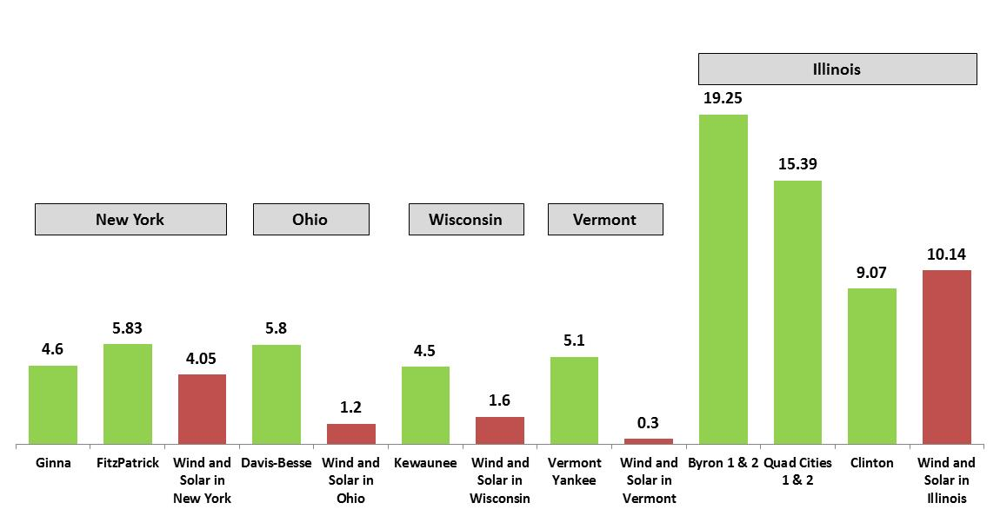 Illinois
19.25
15.39
New York
Ohio
Wisconsin
Vermont
10.14
9.07
5.83
5.8
5.1
4.6
4.5
4.05
1.6
1.2
0.3
Ginna
FitzPatrick
Wind and
Solar in
New York
Davis-Besse
Wind and
Solar in
Ohio
Kewaunee
Wind and
Solar in
Wisconsin
Vermont
Yankee
Wind and
Solar in
Vermont
Byron 1 & 2
Quad Cities
1 & 2
Clinton
Wind and
Solar in
Illinois